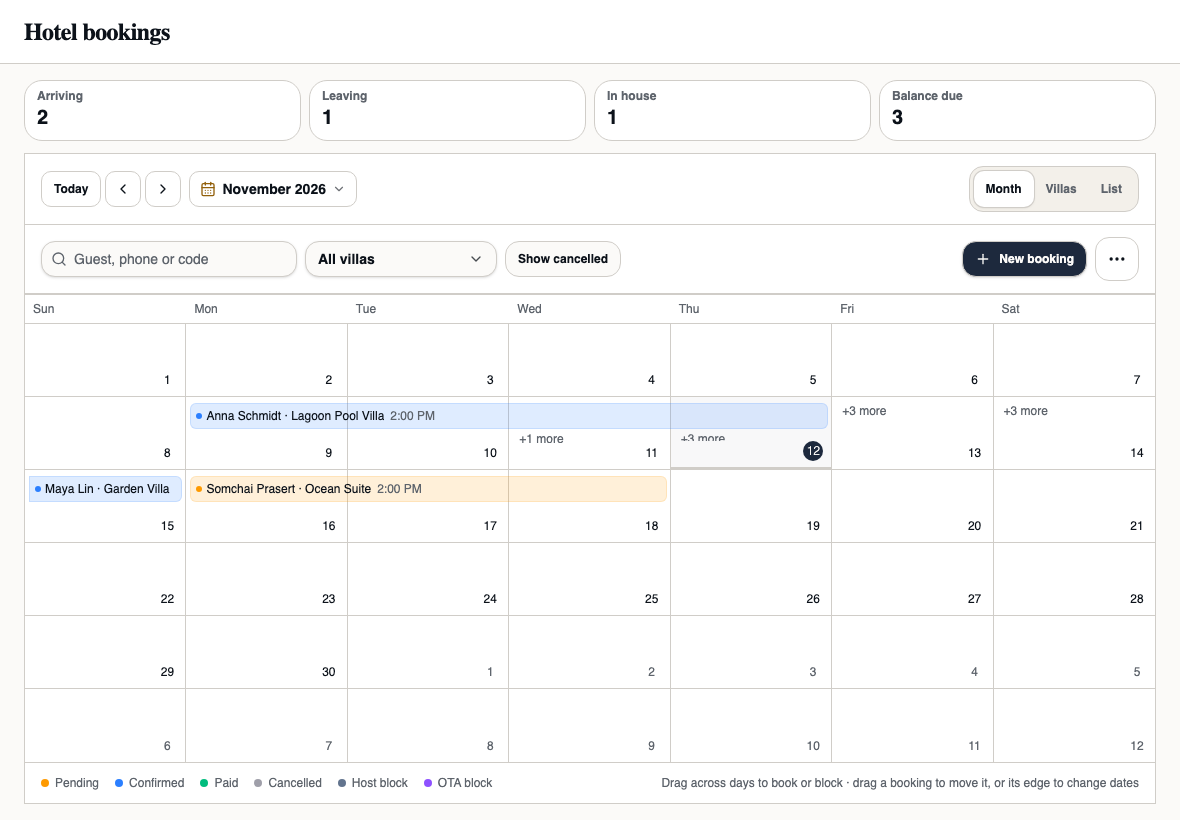 Hotel bookings
Arriving
2
Leaving
1
In house
1
Balance due
3
Today
November 2026
Month Villas List
Guest, phone or code
All villas
Show cancelled
New booking
Sun Mon Tue Wed Thu Fri Sat
1 2 3 4 5 6 7
Anna Schmidt · Lagoon Pool Villa 2:00 PM
+3 more +3 more
+1 more +3 more
8 9 10 11 12 13 14
Maya Lin · Garden Villa
Somchai Prasert · Ocean Suite 2:00 PM
15 16 17 18 19 20 21
22 23 24 25 26 27 28
29 30 1 2 3 4 5
6 7 8 9 10 11 12
Pending Confirmed Paid Cancelled Host block OTA block
Drag across days to book or block · drag a booking to move it, or its edge to change dates